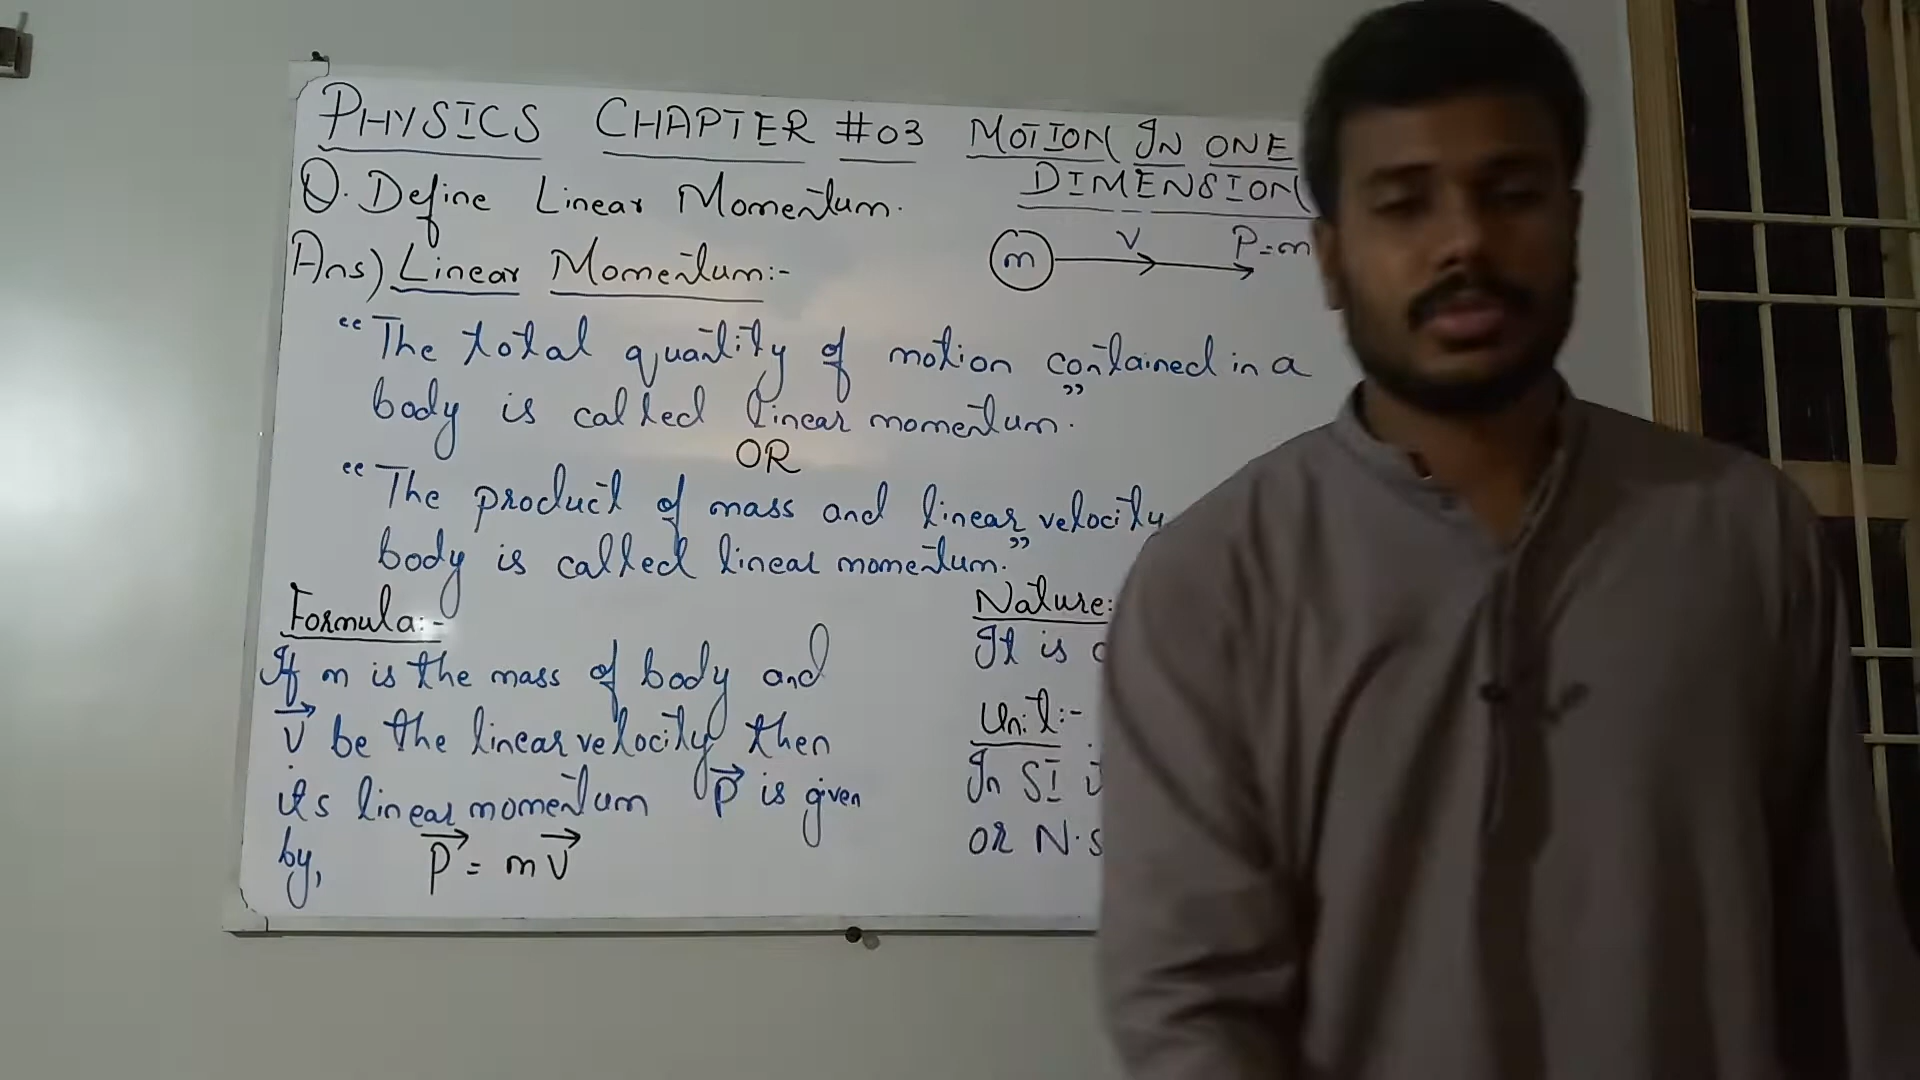 PHYSICS CHAPTER #03 MOTION IN ONE
DIMENSION
Q. Define Linear Momentum.
m V P=m
Ans) Linear Momentum:-
"The total quantity of motion contained in a
body is called linear momentum."
OR
"The product of mass and linear velocity
body is called linear momentum."
Formula:-
If m is the mass of body and
V⃗ be the linear velocity then
its linear momentum P⃗ is given
by, P⃗ = mV⃗
Nature:
It is
Unit:-
In SI
or N.s